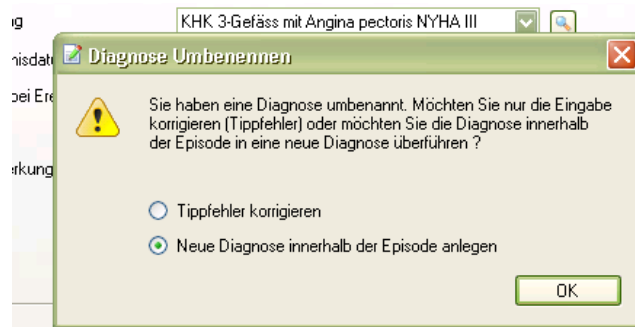 KHK 3-Gefäss mit Angina pectoris NYHA III
Diagnose Umbenennen
Sie haben eine Diagnose umbenannt. Möchten Sie nur die Eingabe
korrigieren (Tippfehler) oder möchten Sie die Diagnose innerhalb
der Episode in eine neue Diagnose überführen ?
Tippfehler korrigieren
Neue Diagnose innerhalb der Episode anlegen
OK